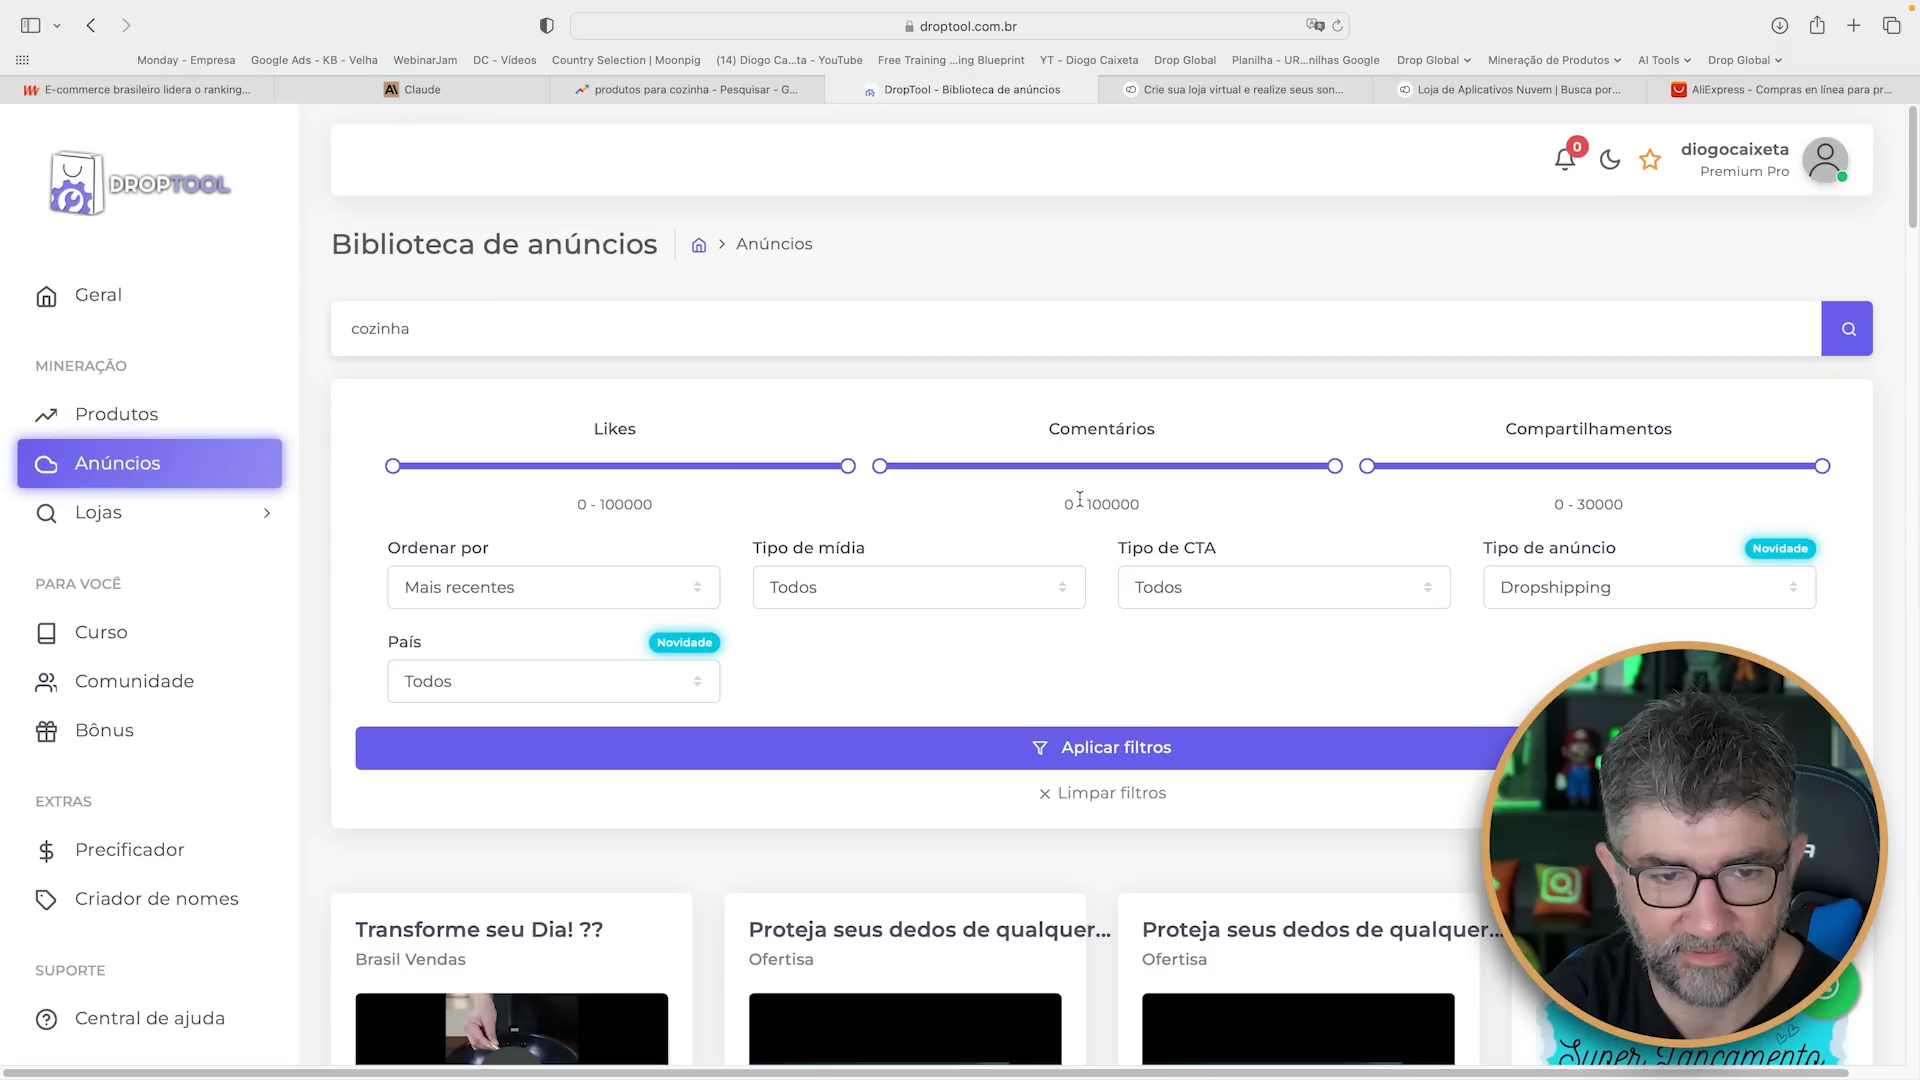 droptool.com.br
Monday - Empresa
Google Ads - KB - Velha
WebinarJam
DC - Vídeos
Country Selection | Moonpig
(14) Diogo Ca...ta - YouTube
Free Training ...ing Blueprint
YT - Diogo Caixeta
Drop Global
Planilha - UR...nilhas Google
Drop Global
Mineração de Produtos
AI Tools
Drop Global
E-commerce brasileiro lidera o ranking...
Claude
produtos para cozinha - Pesquisar - G...
DropTool - Biblioteca de anúncios
Crie sua loja virtual e realize seus son...
Loja de Aplicativos Nuvem | Busca por...
AliExpress - Compras en línea para pr...
DROPTOOL
0
diogocaixeta
Premium Pro
Biblioteca de anúncios
Anúncios
cozinha
Geral
MINERAÇÃO
Produtos
Anúncios
Lojas
PARA VOCÊ
Curso
Comunidade
Bônus
EXTRAS
Precificador
Criador de nomes
SUPORTE
Central de ajuda
Likes
Comentários
Compartilhamentos
0 - 100000
0 - 100000
0 - 30000
Ordenar por
Tipo de mídia
Tipo de CTA
Tipo de anúncio
Novidade
Mais recentes
Todos
Todos
Dropshipping
País
Novidade
Todos
Aplicar filtros
Limpar filtros
Transforme seu Dia! ??
Brasil Vendas
Proteja seus dedos de qualquer...
Ofertisa
Proteja seus dedos de qualquer...
Ofertisa
Super Lançamento